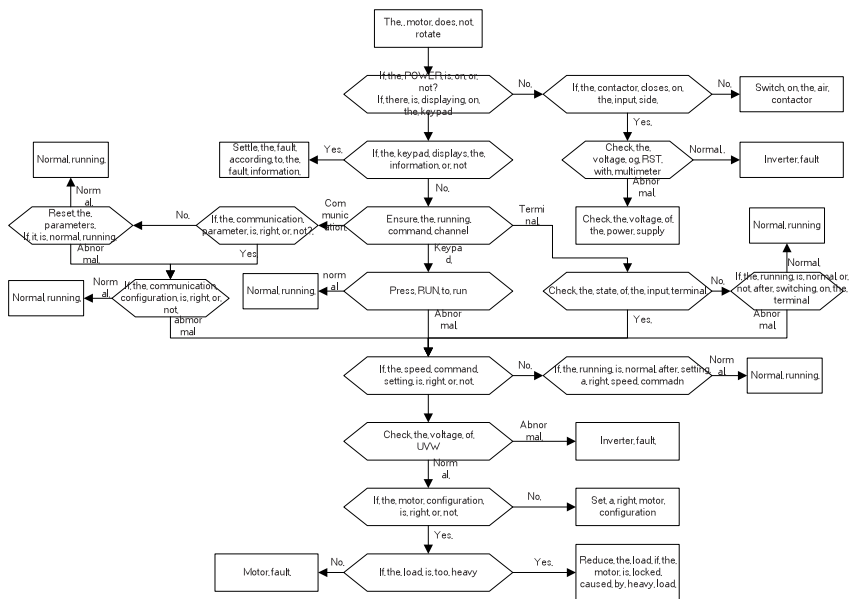 The,, motor, does, not,
rotate
If, the, POWER, is, on, or,
not?
If, there, is, displaying, on,
the, keypad
No,
If, the, contactor, closes, on,
the, input, side,
No,
Switch, on, the, air,
contactor
Yes,
Settle, the, fault,
according, to, the,
fault, information,
Yes,
If, the, keypad, displays, the,
information, or, not
Check, the,
voltage, og, RST,
with, multimeter
Normal,.
Inverter, fault
Normal, running,
Norm
al,
No,
Abnor
mal,
Reset, the,
parameters,
If, it, is, normal, running,
No,
If, the, communication,
parameter, is, right, or, not?,
Com
munic
ation,
Ensure, the, running,
command, channel
Termi
nal,
Check, the, voltage, of,
the, power, supply
Normal, running,
Abnor
mal,
Yes,
Keypa
d,
Normal,
Normal, running,
Norm
al,
If, the, communication,
configuration, is, right, or,
not,
Normal, running,
norm
al,
Press, RUN, to, run
Check, the, state, of, the, input, terminal,
No,
If, the, running, is, normal, or,
not, after, switching, on, the,
terminal
abmor
mal
Abnor
mal,
Yes,
Abnor
mal,
If, the, speed, command,
setting, is, right, or, not,
No,
If, the, running, is, normal, after, setting,
a, right, speed, commadn
Norm
al,
Normal, running,
Check, the, voltage, of,
UVW
Abnor
mal,
Inverter, fault,
Norm
al,
If, the, motor, configuration,
is, right, or, not,
No,
Set, a, right, motor,
configuration
Yes,
Motor, fault,
No,
If, the, load, is, too, heavy
Yes,
Reduce, the, load, if, the,
motor, is, locked,
caused, by, heavy, load,